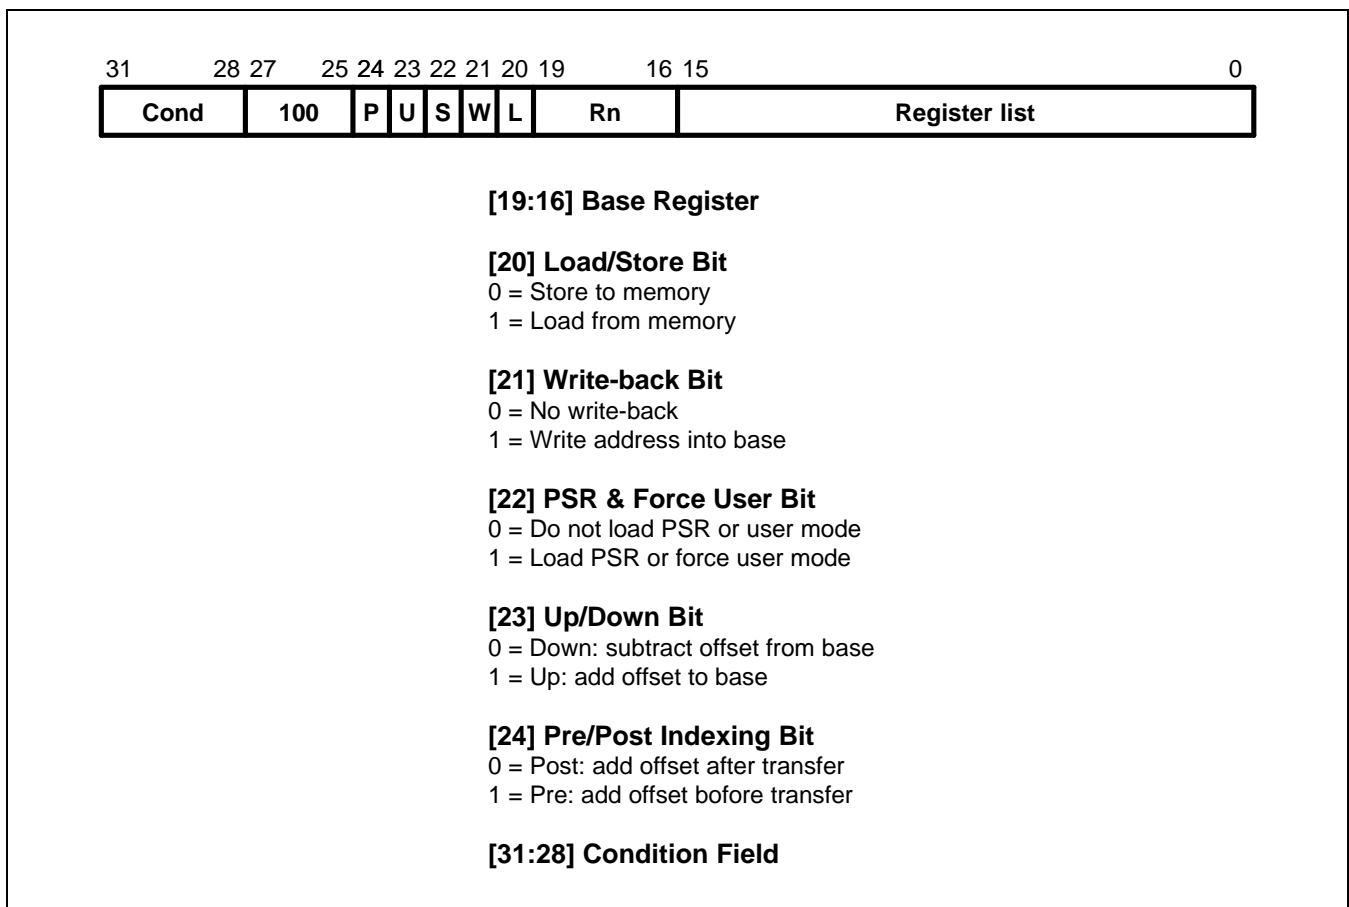 31 28 27 25 24 23 22 21 20 19 16 15 0
Cond 100 P U S W L Rn Register list
[19:16] Base Register
[20] Load/Store Bit
0 = Store to memory
1 = Load from memory
[21] Write-back Bit
0 = No write-back
1 = Write address into base
[22] PSR & Force User Bit
0 = Do not load PSR or user mode
1 = Load PSR or force user mode
[23] Up/Down Bit
0 = Down: subtract offset from base
1 = Up: add offset to base
[24] Pre/Post Indexing Bit
0 = Post: add offset after transfer
1 = Pre: add offset bofore transfer
[31:28] Condition Field